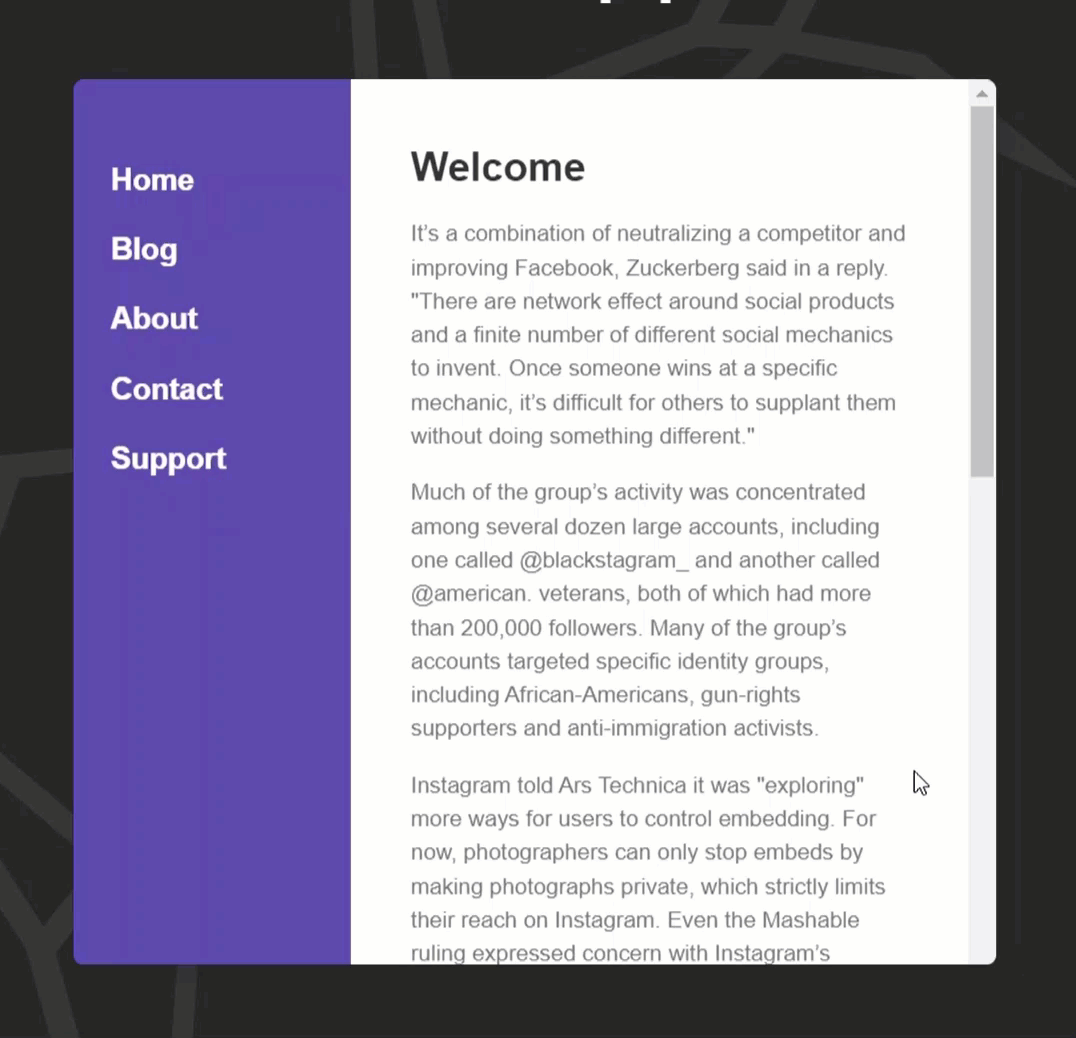 Home
Blog
About
Contact
Support
Welcome
It’s a combination of neutralizing a competitor and
improving Facebook, Zuckerberg said in a reply.
"There are network effect around social products
and a finite number of different social mechanics
to invent. Once someone wins at a specific
mechanic, it’s difficult for others to supplant them
without doing something different."
Much of the group’s activity was concentrated
among several dozen large accounts, including
one called @blackstagram_ and another called
@american. veterans, both of which had more
than 200,000 followers. Many of the group’s
accounts targeted specific identity groups,
including African-Americans, gun-rights
supporters and anti-immigration activists.
Instagram told Ars Technica it was "exploring"
more ways for users to control embedding. For
now, photographers can only stop embeds by
making photographs private, which strictly limits
their reach on Instagram. Even the Mashable
ruling expressed concern with Instagram’s